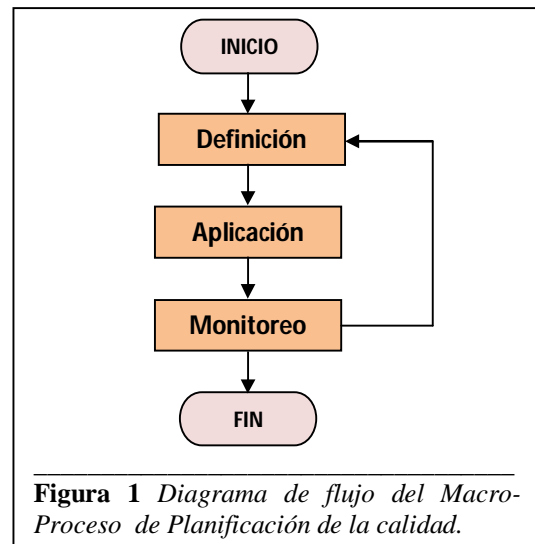 INICIO
Definición
Aplicación
Monitoreo
FIN
Figura 1 Diagrama de flujo del Macro-
Proceso de Planificación de la calidad.